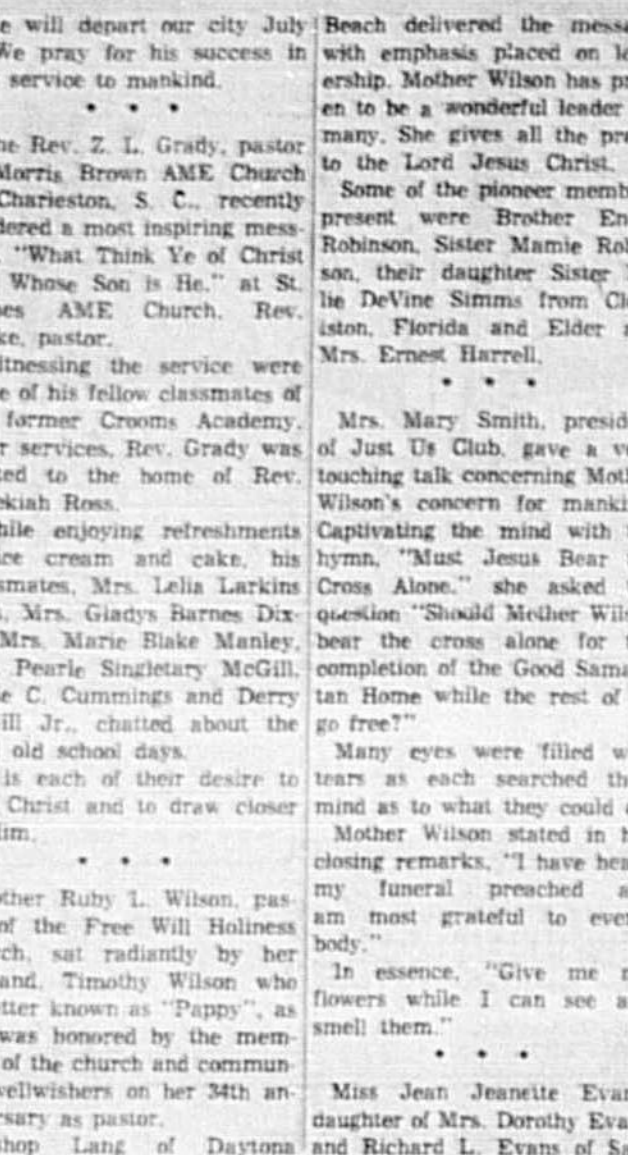 e will depart our city July
We pray for his success in
service to mankind.
* * *
he Rev. Z. L. Grady, pastor
Morris Brown AME Church
Charleston, S. C., recently
dered a most inspiring mess-
"What Think Ye of Christ
Whose Son is He." at St.
es AME Church. Rev.
ke, pastor.
itnessing the service were
e of his fellow classmates of
former Crooms Academy.
r services, Rev. Grady was
ted to the home of Rev.
ekiah Ross.
hile enjoying refreshments
ice cream and cake, his
smates, Mrs. Lelia Larkins
, Mrs. Gladys Barnes Dix-
Mrs. Marie Blake Manley,
Pearle Singletary McGill,
e C. Cummings and Derry
ill Jr., chatted about the
old school days.
is each of their desire to
Christ and to draw closer
im.
* * *
other Ruby L. Wilson, pas-
of the Free Will Holiness
rch, sat radiantly by her
and, Timothy Wilson who
etter known as "Pappy", as
was honored by the mem-
of the church and commun-
wellwishers on her 34th an-
rsary as pastor.
shop Lang of Daytona
Beach delivered the messa
with emphasis placed on le
ership. Mother Wilson has pr
en to be a wonderful leader
many. She gives all the pra
to the Lord Jesus Christ.
Some of the pioneer memb
present were Brother En
Robinson, Sister Mamie Rob
son, their daughter Sister
lie DeVine Simms from Cle
iston, Florida and Elder a
Mrs. Ernest Harrell.
* * *
Mrs. Mary Smith, presid
of Just Us Club, gave a ve
touching talk concerning Moth
Wilson's concern for manki
Captivating the mind with
hymn, "Must Jesus Bear
Cross Alone." she asked
question "Should Mother Wils
bear the cross alone for t
completion of the Good Sama
tan Home while the rest of
go free?"
Many eyes were filled w
tears as each searched th
mind as to what they could
Mother Wilson stated in h
closing remarks, "I have hea
my funeral preached a
am most grateful to ever
body."
In essence, "Give me m
flowers while I can see a
smell them."
* * *
Miss Jean Jeanette Evan
daughter of Mrs. Dorothy Eva
and Richard L. Evans of Sa